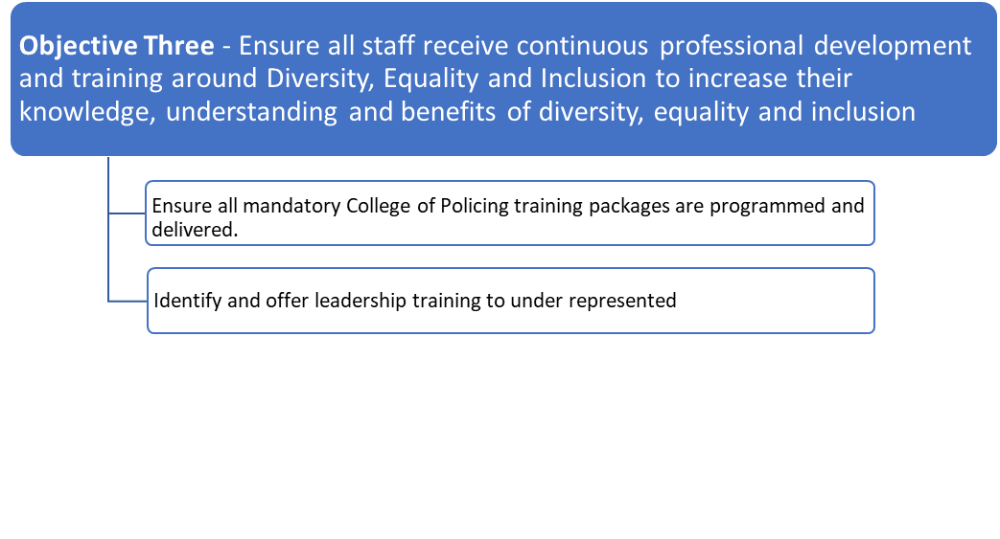 Objective Three - Ensure all staff receive continuous professional development
and training around Diversity, Equality and Inclusion to increase their
knowledge, understanding and benefits of diversity, equality and inclusion
Ensure all mandatory College of Policing training packages are programmed and
delivered.
Identify and offer leadership training to under represented